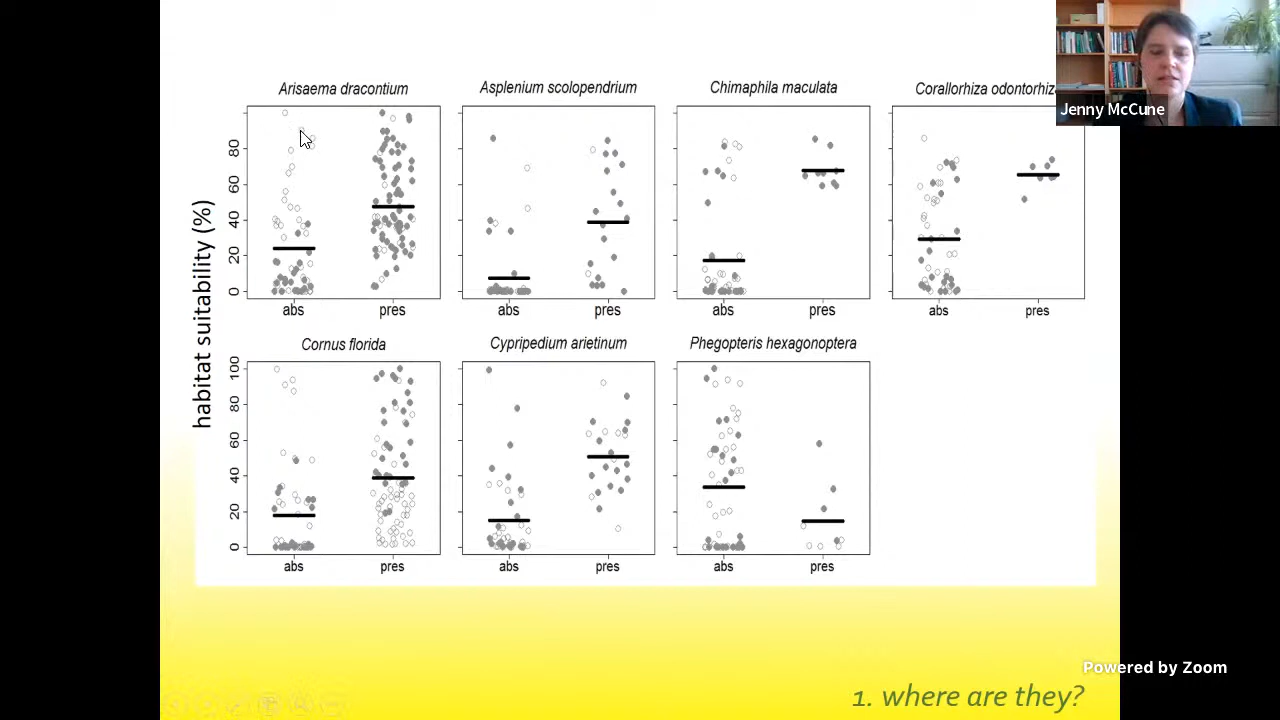 Arisaema dracontium
Asplenium scolopendrium
Chimaphila maculata
Corallorhiza odontorhiz
Jenny McCune
habitat suitability (%)
80
60
40
20
0
abs pres
abs pres
abs pres
abs pres
Cornus florida
Cypripedium arietinum
Phegopteris hexagonoptera
100
80
60
40
20
0
abs pres
abs pres
abs pres
Powered by Zoom
1. where are they?